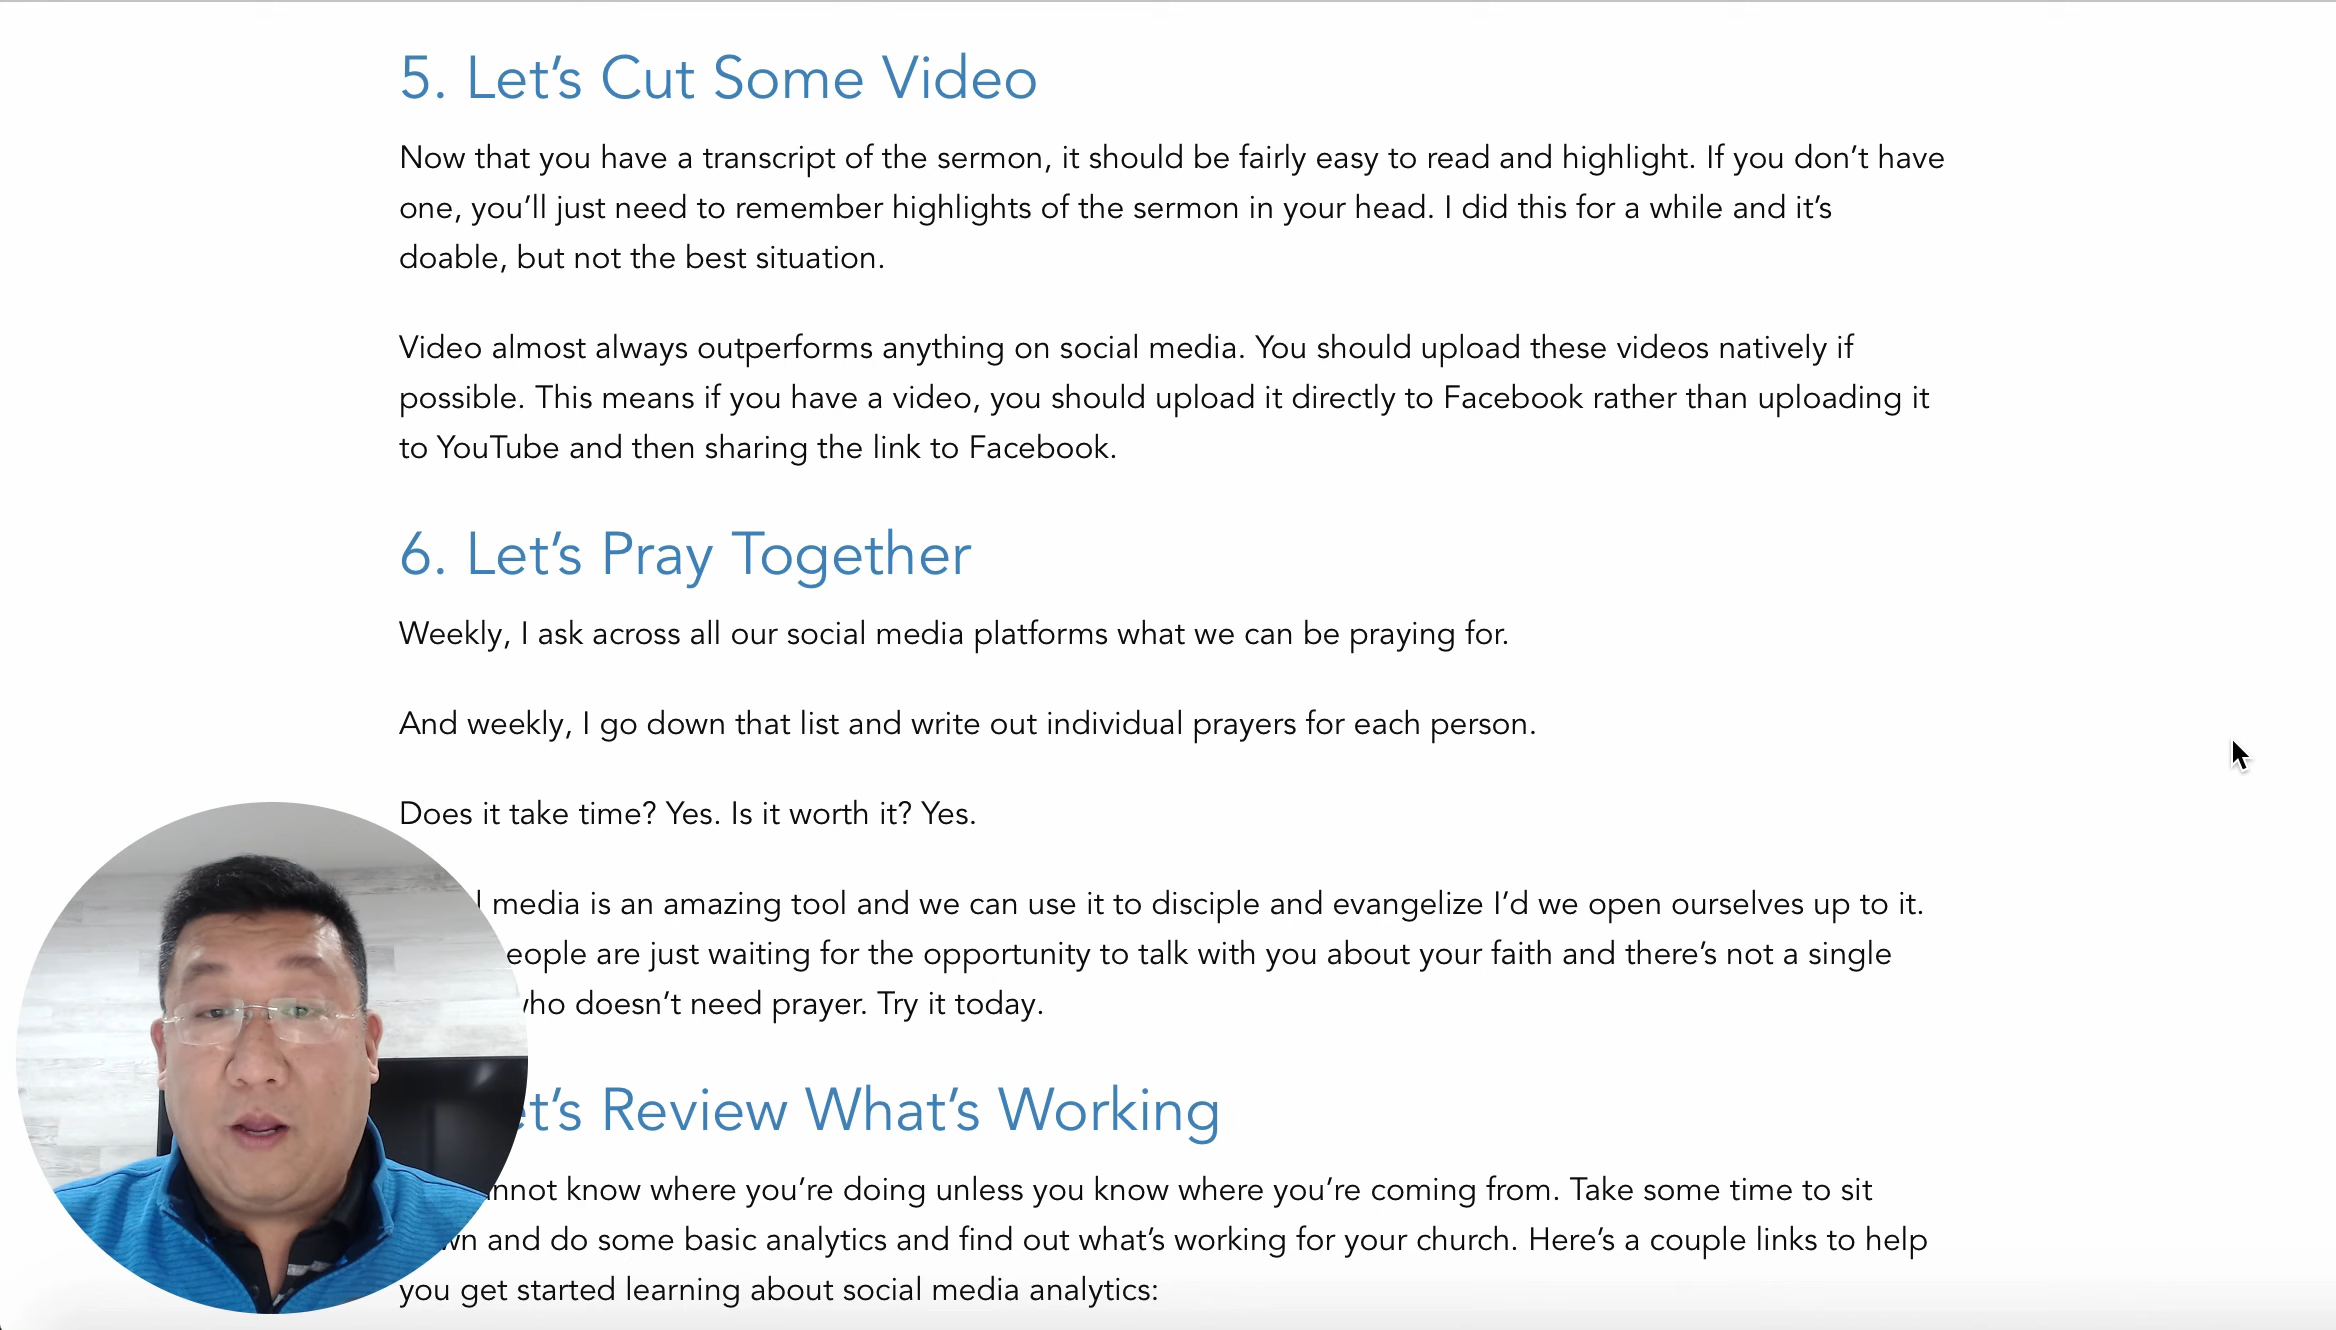 5. Let’s Cut Some Video
Now that you have a transcript of the sermon, it should be fairly easy to read and highlight. If you don’t have
one, you’ll just need to remember highlights of the sermon in your head. I did this for a while and it’s
doable, but not the best situation.
Video almost always outperforms anything on social media. You should upload these videos natively if
possible. This means if you have a video, you should upload it directly to Facebook rather than uploading it
to YouTube and then sharing the link to Facebook.
6. Let’s Pray Together
Weekly, I ask across all our social media platforms what we can be praying for.
And weekly, I go down that list and write out individual prayers for each person.
Does it take time? Yes. Is it worth it? Yes.
media is an amazing tool and we can use it to disciple and evangelize I’d we open ourselves up to it.
are just waiting for the opportunity to talk with you about your faith and there’s not a single
who doesn’t need prayer. Try it today.
Review What’s Working
know where you’re doing unless you know where you’re coming from. Take some time to sit
and do some basic analytics and find out what’s working for your church. Here’s a couple links to help
you get started learning about social media analytics: